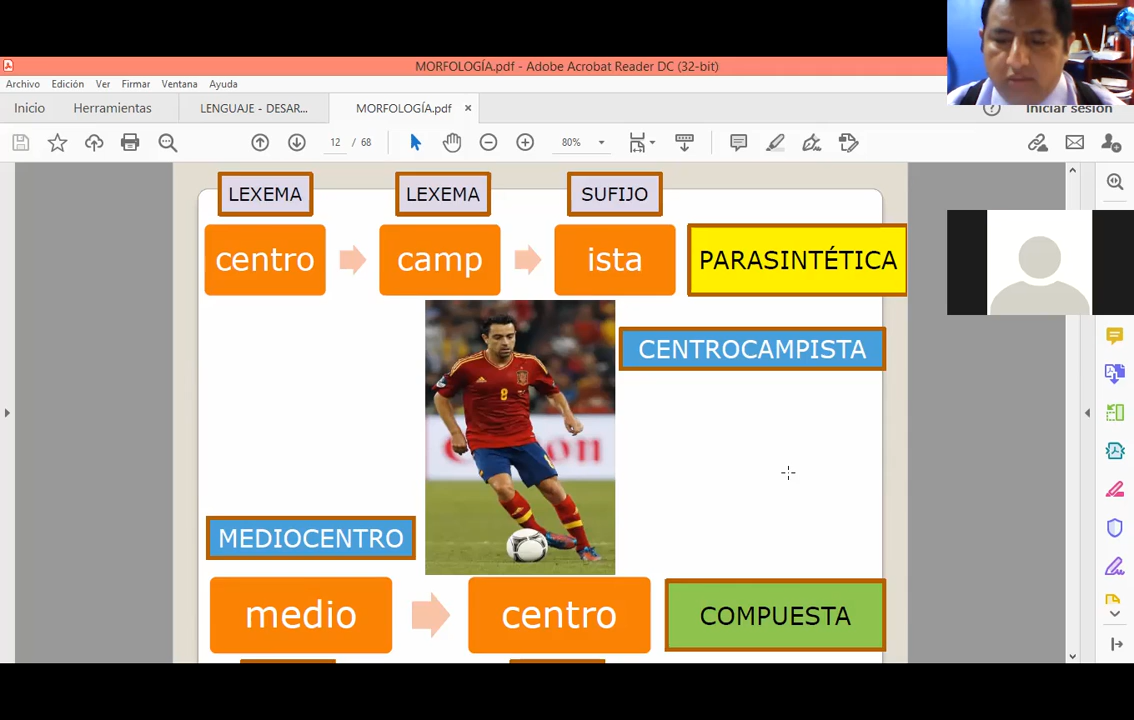 MORFOLOGÍA.pdf - Adobe Acrobat Reader DC (32-bit)
Archivo Edición Ver Firmar Ventana Ayuda
Inicio Herramientas LENGUAJE - DESAR... MORFOLOGÍA.pdf × Iniciar sesión
12 / 68 80%
LEXEMA LEXEMA SUFIJO
centro camp ista PARASINTÉTICA
CENTROCAMPISTA
8
MEDIOCENTRO
medio centro COMPUESTA